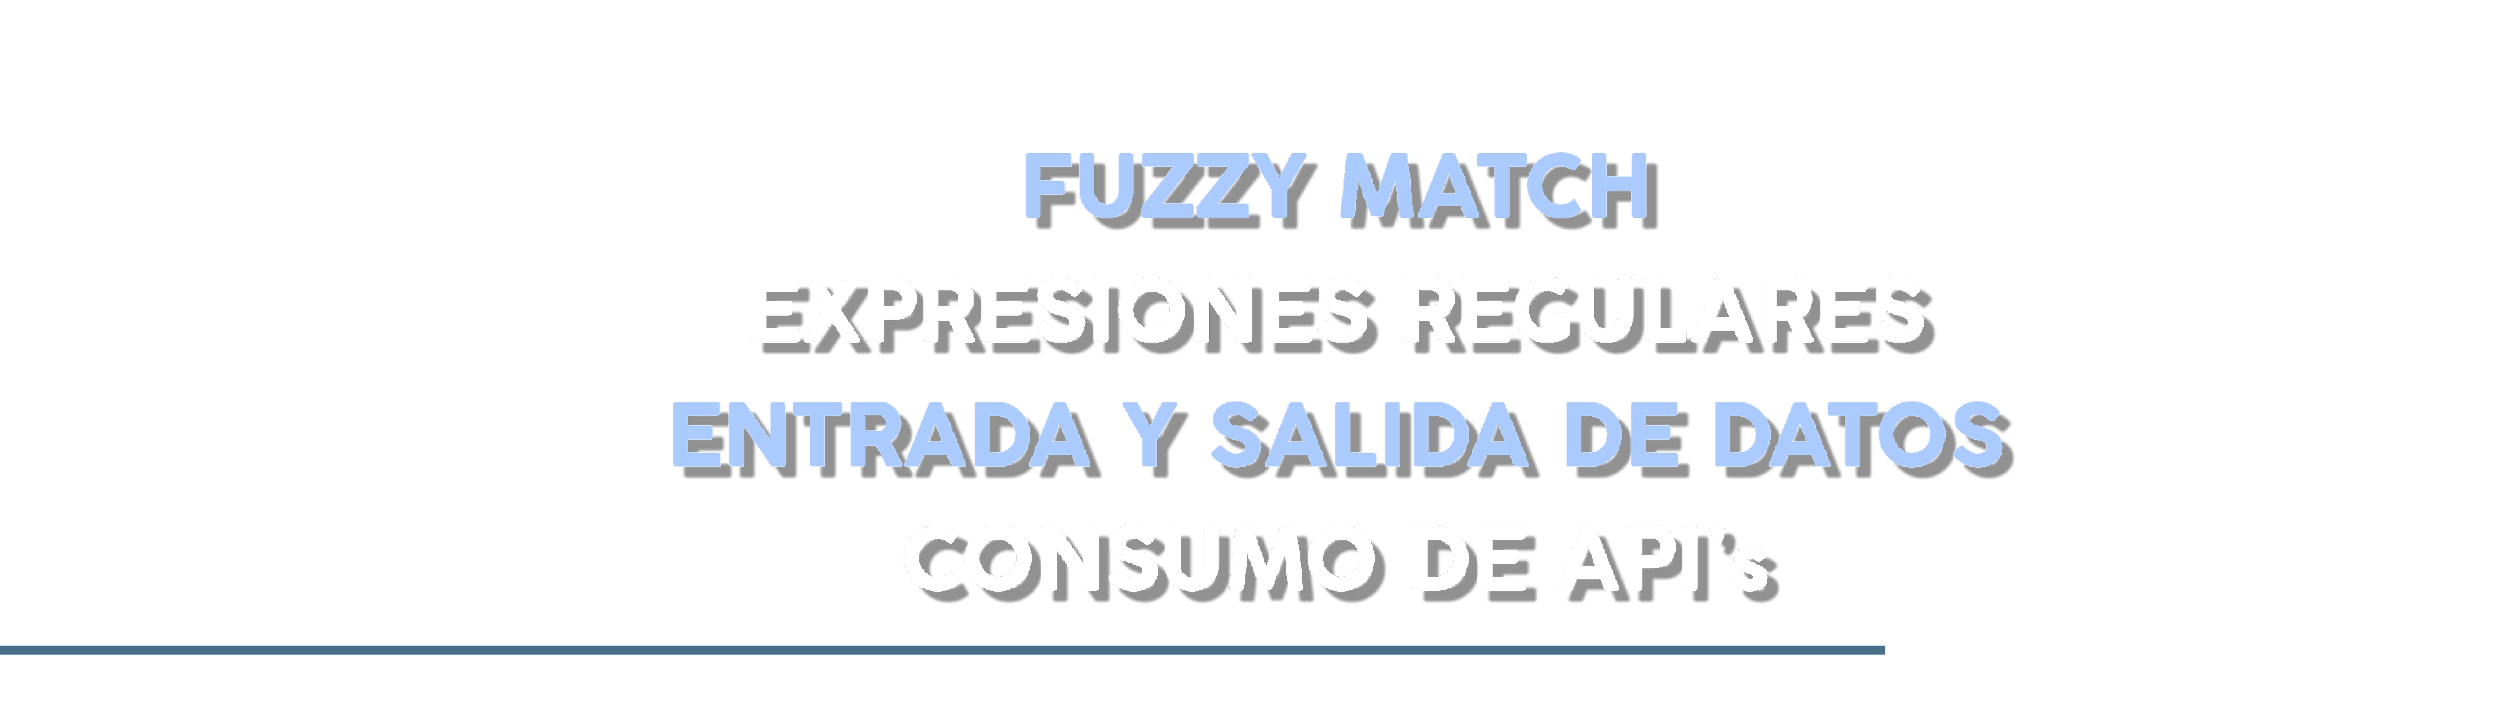 FUZZY MATCH
EXPRESIONES REGULARES
ENTRADA Y SALIDA DE DATOS
CONSUMO DE API’s